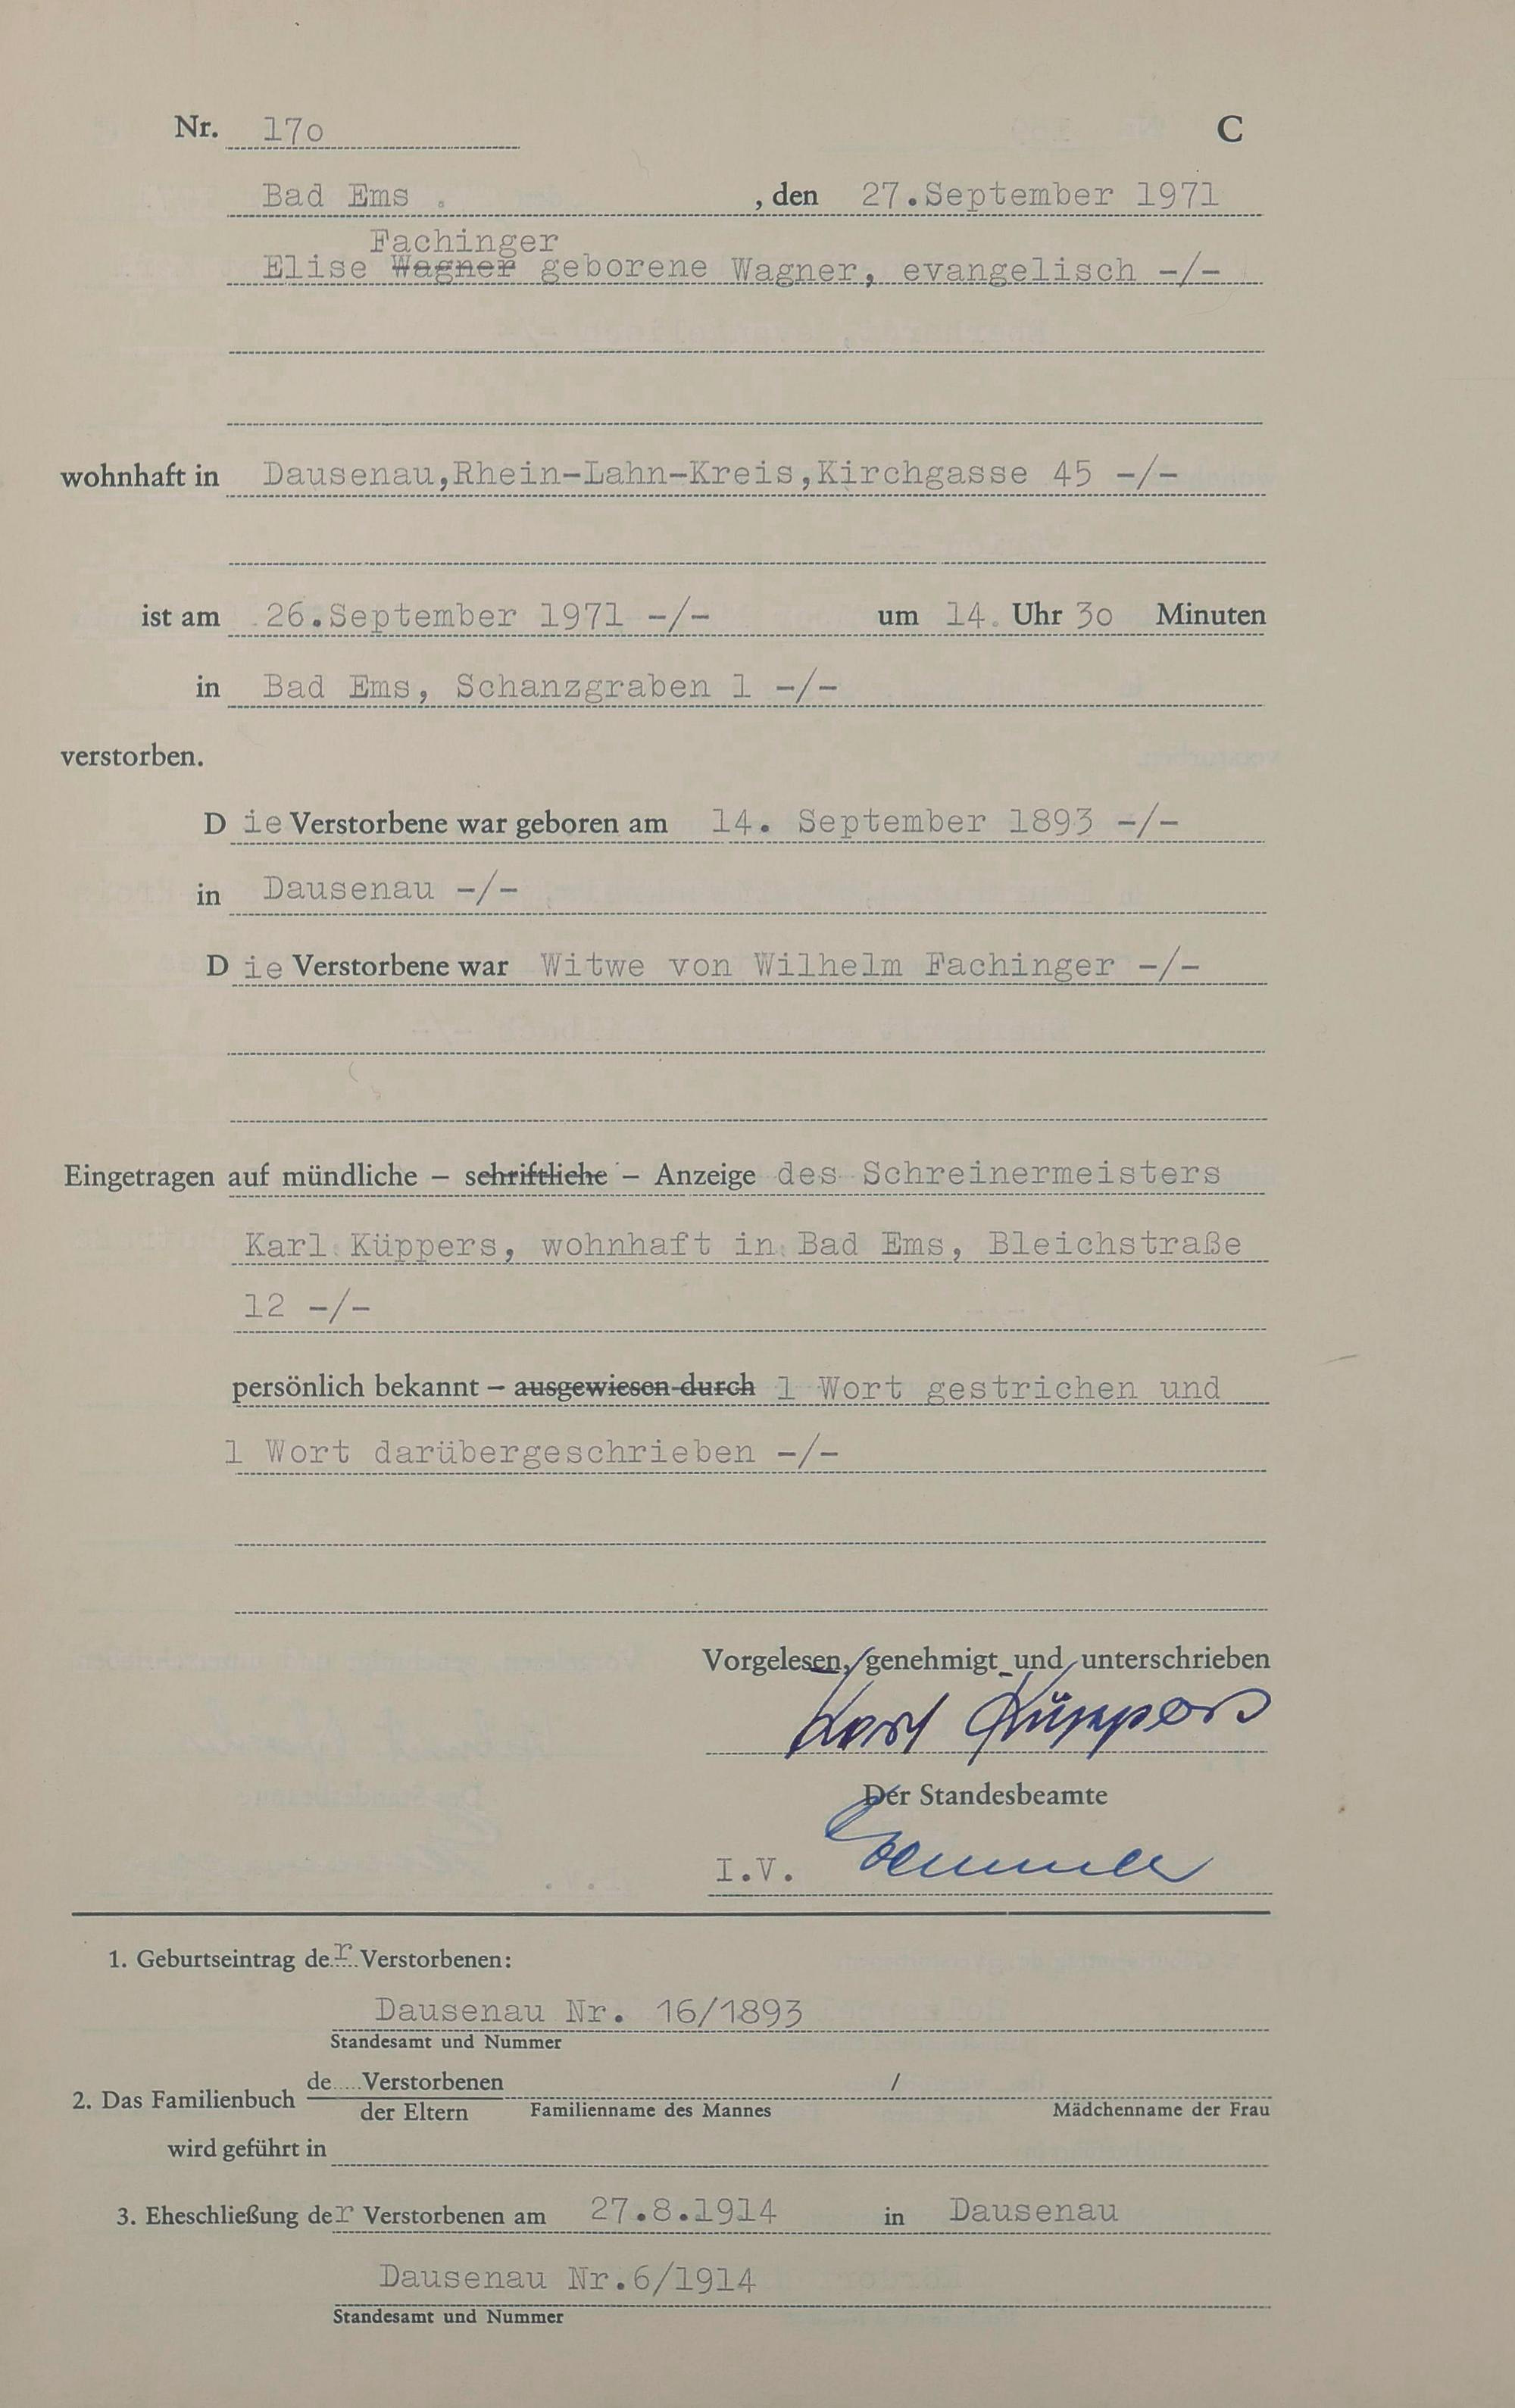 Nr. 17o C
Bad Ems , den 27.September 1971
Fachinger
Elise Wagner geborene Wagner, evangelisch -/-
wohnhaft in Dausenau,Rhein-Lahn-Kreis,Kirchgasse 45 -/-
ist am 26.September 1971 -/- um 14 Uhr 3o Minuten
in Bad Ems, Schanzgraben 1 -/-
verstorben.
D ie Verstorbene war geboren am 14. September 1893 -/-
in Dausenau -/-
D ie Verstorbene war Witwe von Wilhelm Fachinger -/-
Eingetragen auf mündliche – schriftliche – Anzeige des Schreinermeisters
Karl Küppers, wohnhaft in Bad Ems, Bleichstraße
12 -/-
persönlich bekannt – ausgewiesen durch 1 Wort gestrichen und
1 Wort darübergeschrieben -/-
Vorgelesen, genehmigt und unterschrieben
Karl Küppers
Der Standesbeamte
I.V.
1. Geburtseintrag der Verstorbenen:
Dausenau Nr. 16/1893
Standesamt und Nummer
2. Das Familienbuch de..... Verstorbenen /
der Eltern Familienname des Mannes Mädchenname der Frau
wird geführt in
3. Eheschließung der Verstorbenen am 27.8.1914 in Dausenau
Dausenau Nr.6/1914
Standesamt und Nummer